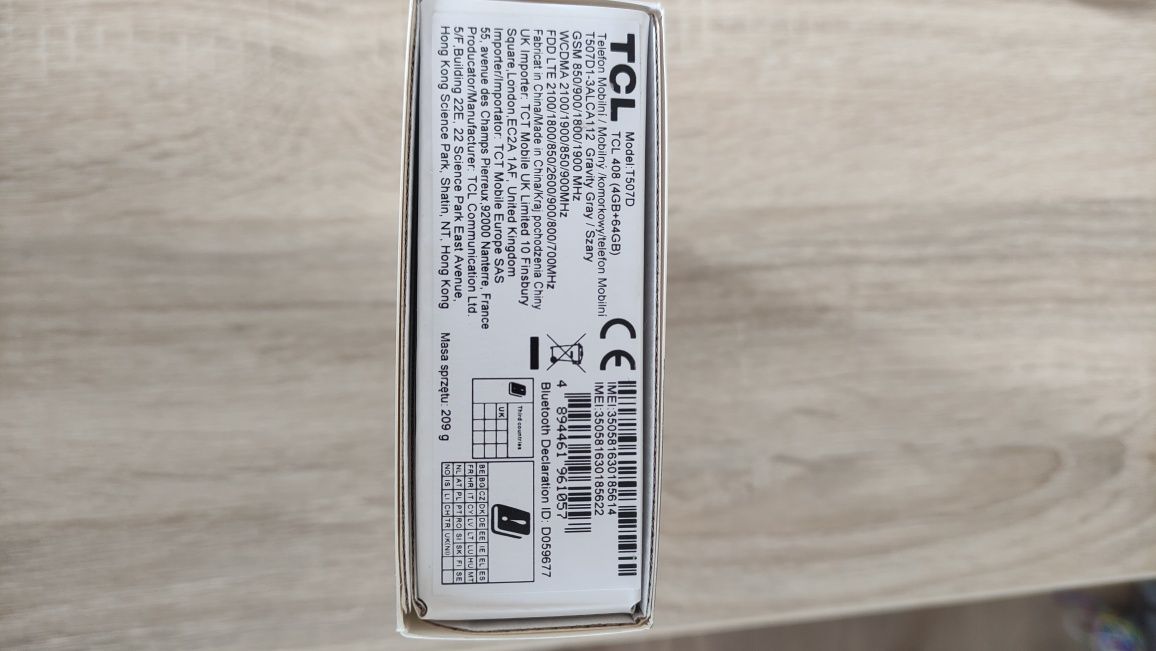 TCL Model:T507D
TCL 408 (4GB+64GB)
Telefon Mobilní / Mobilny /komorkowy/telefon Mobilní
T507D1-3ALCA112 Gravity Gray / Szary
GSM 850/900/1800/1900 MHz
WCDMA 2100/1900/850/900MHz
FDD LTE 2100/1800/850/2600/900/800/700MHz
Fabricat in China/Made in China/Kraj pochodzenia Chiny
UK Importer: TCT Mobile UK Limited 10 Finsbury
Square,London,EC2A 1AF, United Kingdom
Importer/Importator: TCT Mobile Europe SAS
55, avenue des Champs Pierreux,92000 Nanterre, France
Producator/Manufacturer: TCL Communication Ltd.
5/F,Building 22E, 22 Science Park East Avenue,
Hong Kong Science Park, Shatin, NT, Hong Kong
Masa sprzętu: 209 g
CE
IMEI:350581630185614
IMEI:350581630185622
4 894461 961057
Bluetooth Declaration ID: D059677
Third countries
UK
BE BG CZ DK DE EE IE EL ES
FR HR IT CY LV LT LU HU MT
NL AT PL PT RO SI SK FI SE
NO IS LI CH TR UK(NI)